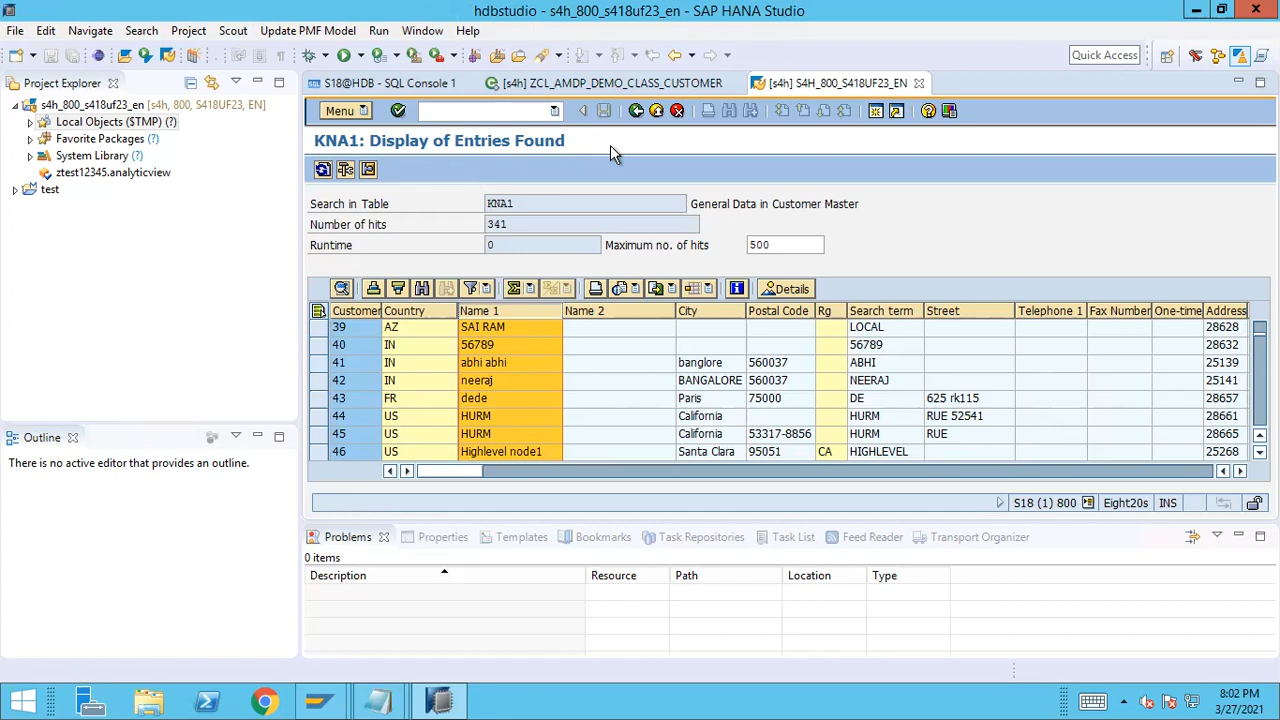 hdbstudio - s4h_800_s418uf23_en - SAP HANA Studio
File Edit Navigate Search Project Scout Update PMF Model Run Window Help
Quick Access
Project Explorer
s4h_800_s418uf23_en [s4h, 800, S418UF23, EN]
Local Objects ($TMP) (?)
Favorite Packages (?)
System Library (?)
ztest12345.analyticview
test
S18@HDB - SQL Console 1 [s4h] ZCL_AMDP_DEMO_CLASS_CUSTOMER [s4h] S4H_800_S418UF23_EN
Menu
KNA1: Display of Entries Found
Search in Table KNA1 General Data in Customer Master
Number of hits 341
Runtime 0 Maximum no. of hits 500
Details
Customer Country Name 1 Name 2 City Postal Code Rg Search term Street Telephone 1 Fax Number One-time Address
39 AZ SAI RAM LOCAL 28628
40 IN 56789 56789 28632
41 IN abhi abhi banglore 560037 ABHI 25139
42 IN neeraj BANGALORE 560037 NEERAJ 25141
43 FR dede Paris 75000 DE 625 rk115 28657
44 US HURM California HURM RUE 52541 28661
45 US HURM California 53317-8856 HURM RUE 28665
46 US Highlevel node1 Santa Clara 95051 CA HIGHLEVEL 25268
S18 (1) 800 Eight20s INS
Outline
There is no active editor that provides an outline.
Problems Properties Templates Bookmarks Task Repositories Task List Feed Reader Transport Organizer
0 items
Description Resource Path Location Type
8:02 PM
3/27/2021